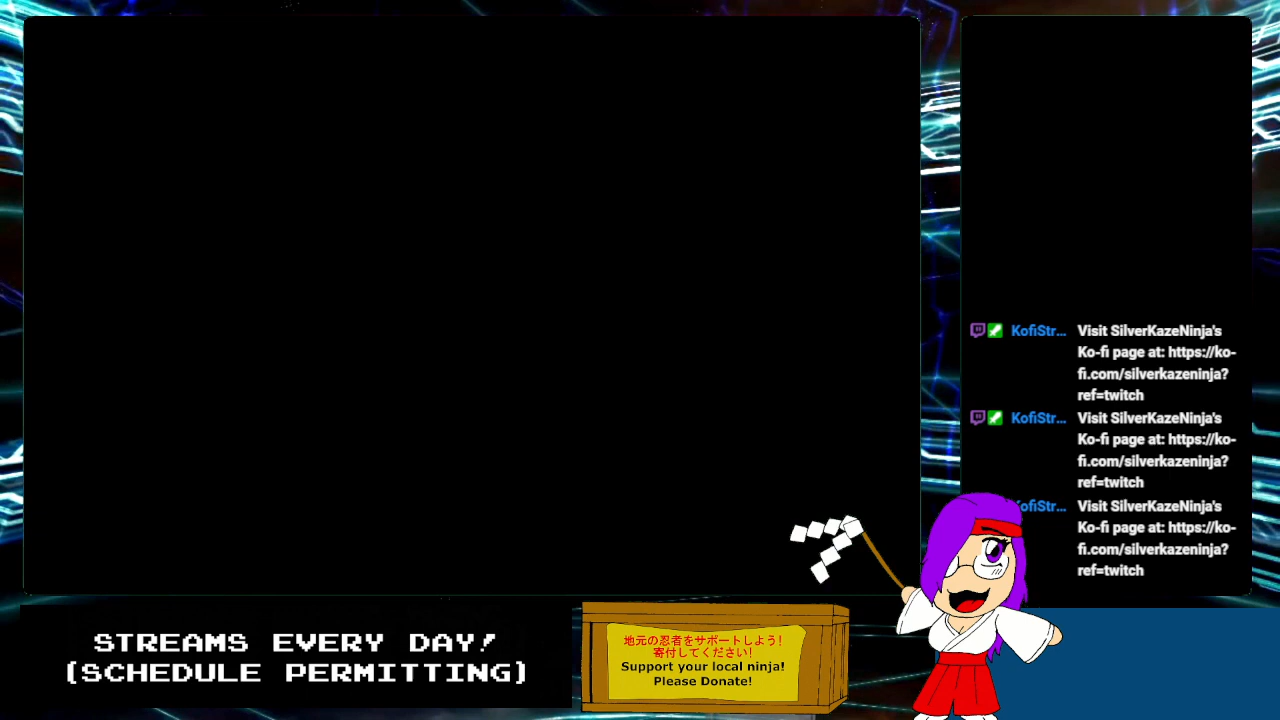 KofiStr... Visit SilverKazeNinja's
Ko-fi page at: https://ko-
fi.com/silverkazeninja?
ref=twitch
KofiStr... Visit SilverKazeNinja's
Ko-fi page at: https://ko-
fi.com/silverkazeninja?
ref=twitch
ofiStr... Visit SilverKazeNinja's
Ko-fi page at: https://ko-
fi.com/silverkazeninja?
ref=twitch
STREAMS EVERY DAY!
(SCHEDULE PERMITTING)
地元の忍者をサポートしよう!
寄付してください!
Support your local ninja!
Please Donate!